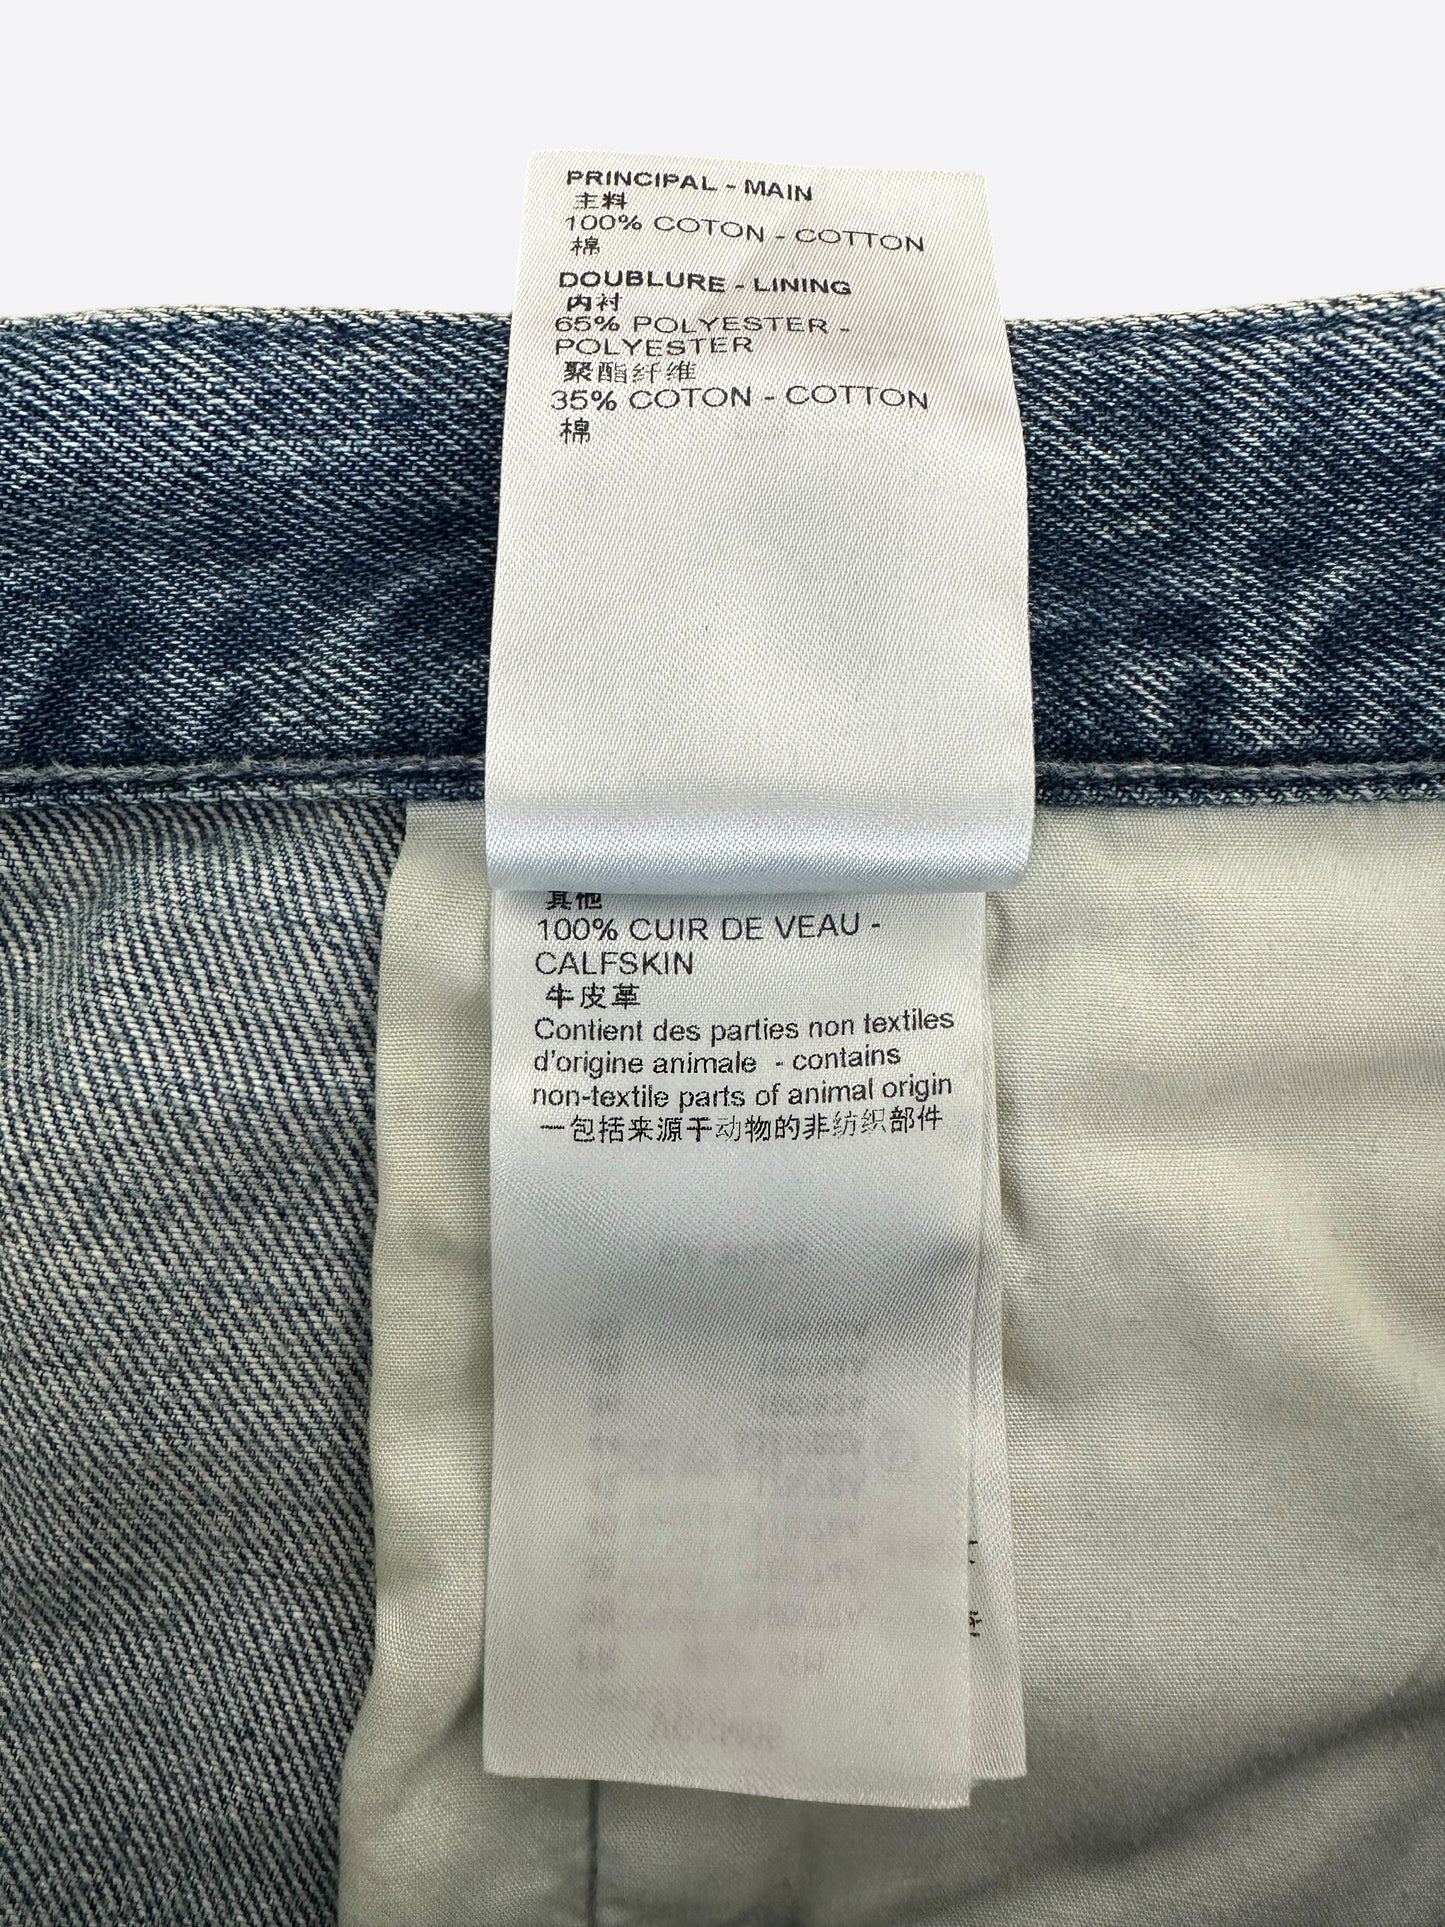 PRINCIPAL - MAIN
主料
100% COTON - COTTON
棉
DOUBLURE - LINING
内衬
65% POLYESTER -
POLYESTER
聚酯纤维
35% COTON - COTTON
棉
其他
100% CUIR DE VEAU -
CALFSKIN
牛皮革
Contient des parties non textiles
d'origine animale - contains
non-textile parts of animal origin
一包括来源于动物的非纺织部件